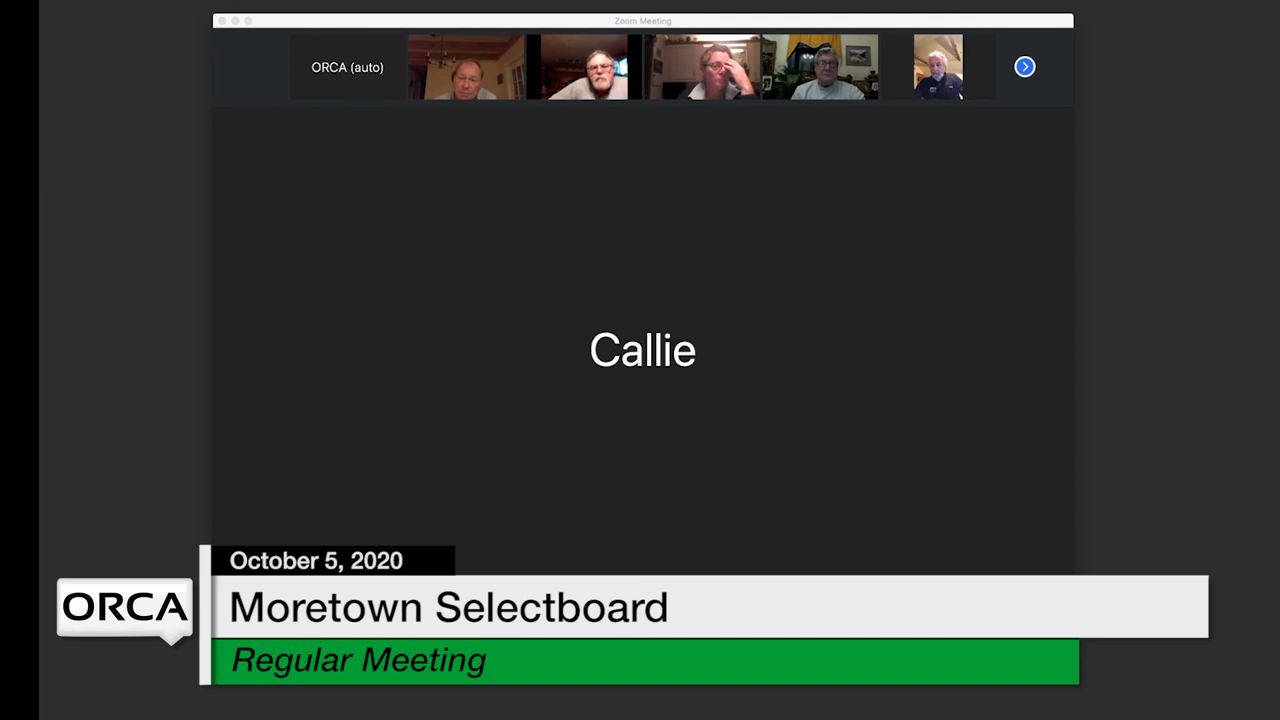 Zoom Meeting
ORCA (auto)
Callie
October 5, 2020
ORCA
Moretown Selectboard
Regular Meeting